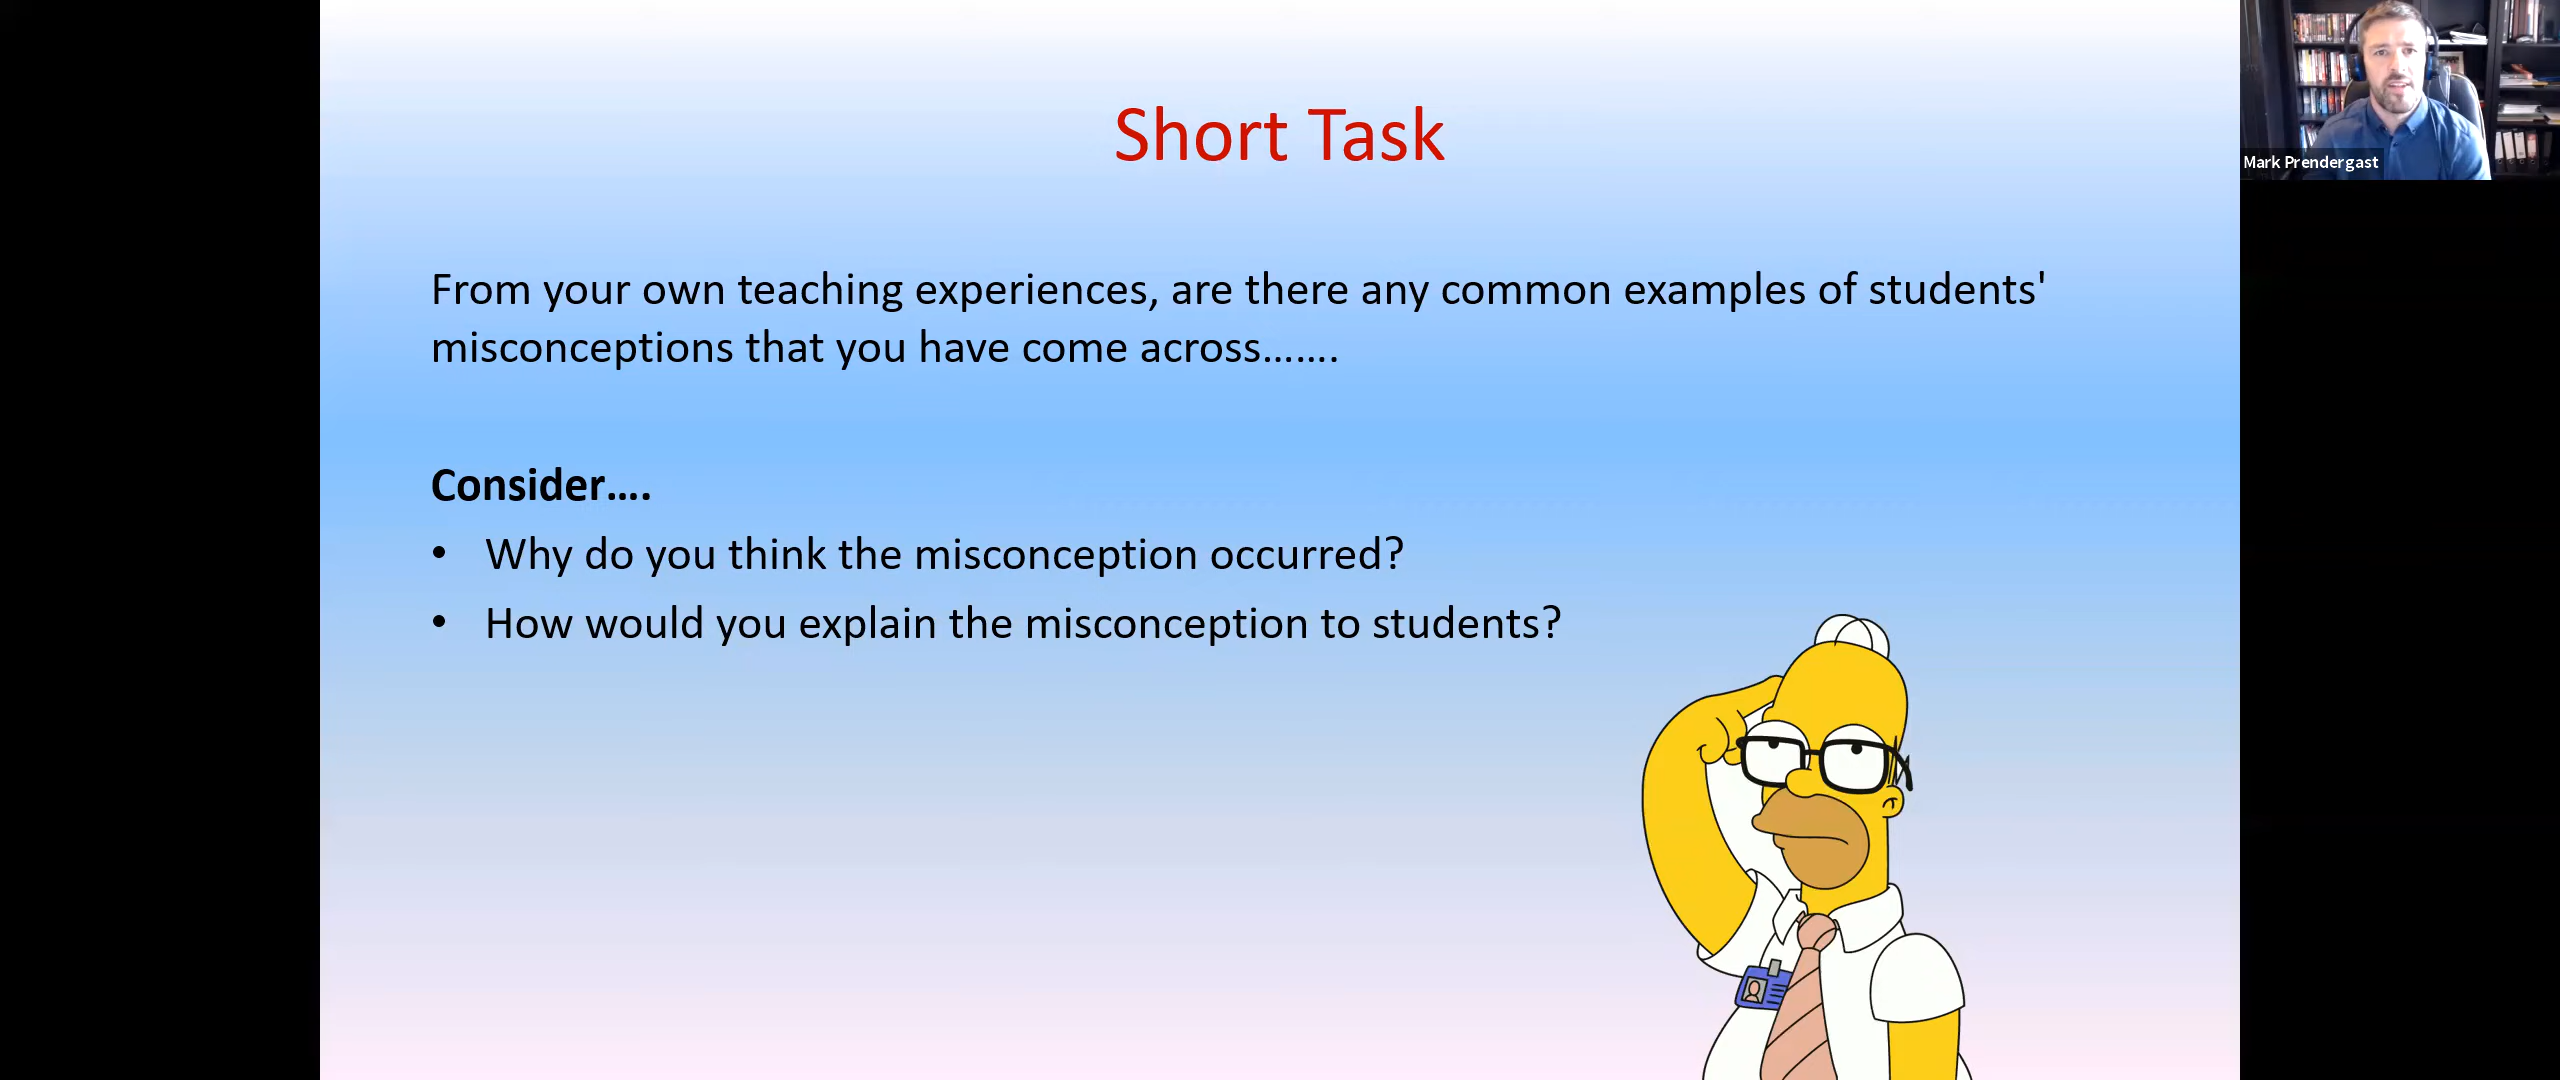 Short Task
From your own teaching experiences, are there any common examples of students'
misconceptions that you have come across…….
Consider….
• Why do you think the misconception occurred?
• How would you explain the misconception to students?
Mark Prendergast